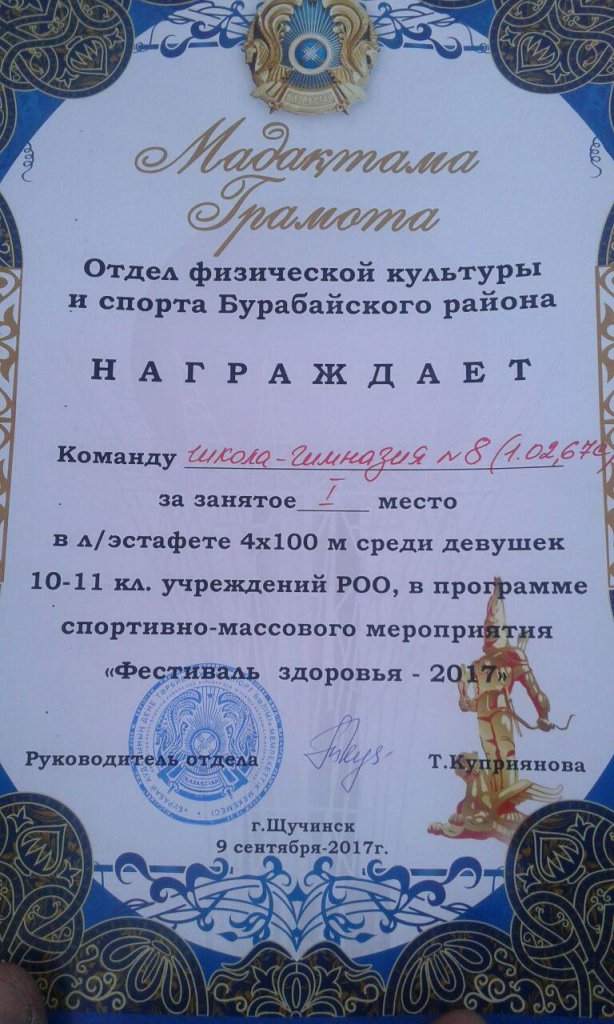 Мадақтама
Грамота
Отдел физической культуры
и спорта Бурабайского района
НАГРАЖДАЕТ
Команду школа-гимназия №8 (1.02,67с)
за занятое I место
в л/эстафете 4х100 м среди девушек
10-11 кл. учреждений РОО, в программе
спортивно-массового мероприятия
«Фестиваль здоровья - 2017»
Руководитель отдела Т.Куприянова
ҚАЗАҚСТАН
г.Щучинск
9 сентября-2017г.